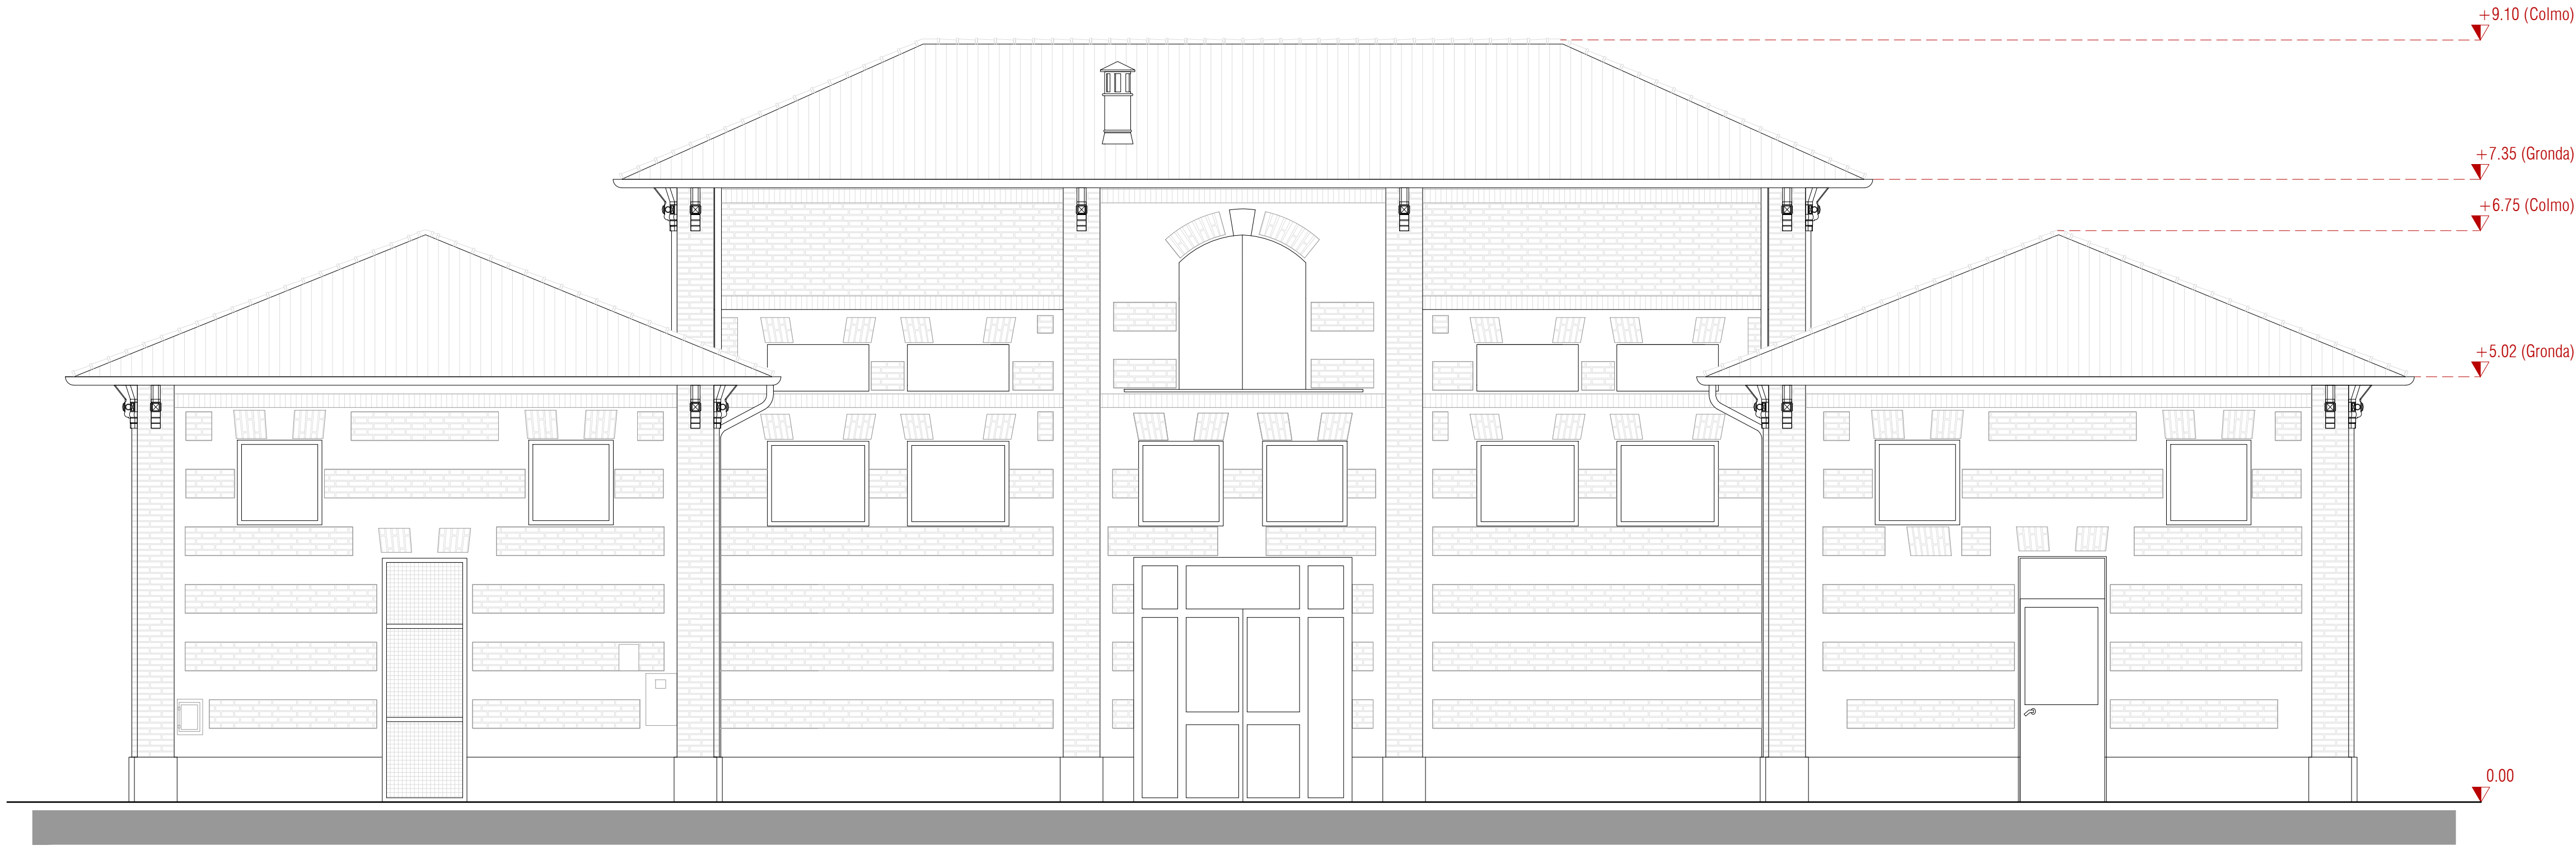 +9.10 (Colmo)
+7.35 (Gronda)
+6.75 (Colmo)
+5.02 (Gronda)
0.00